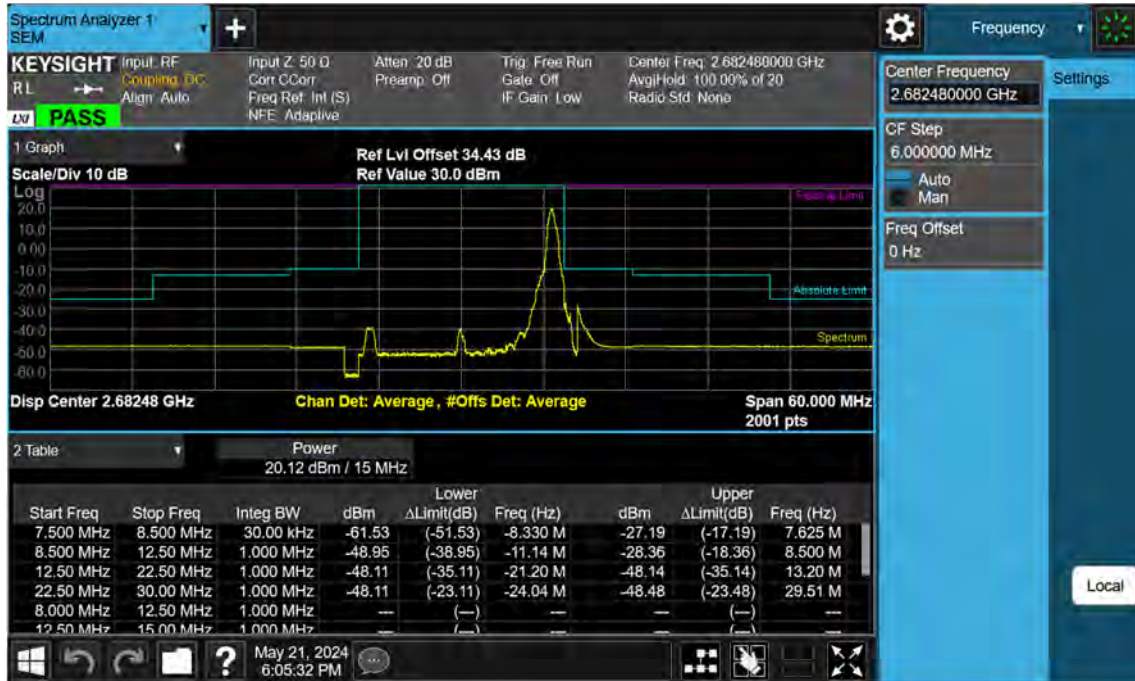 Spectrum Analyzer 1
SEM
+
Frequency
KEYSIGHT
RL
LXI
PASS
Input: RF
Coupling: DC
Align: Auto
Input Z: 50 Ω
Corr CCorr
Freq Ref: Int (S)
NFE: Adaptive
Atten: 20 dB
Preamp: Off
Trig: Free Run
Gate: Off
IF Gain: Low
Center Freq: 2.682480000 GHz
Avg|Hold: 100.00% of 20
Radio Std: None
Center Frequency
2.682480000 GHz
Settings
CF Step
6.000000 MHz
Auto
Man
Freq Offset
0 Hz
Local
1 Graph
Scale/Div 10 dB
Ref Lvl Offset 34.43 dB
Ref Value 30.0 dBm
Log
20.0
10.0
0.00
-10.0
-20.0
-30.0
-40.0
-50.0
-60.0
Limit
Absolute Limit
Spectrum
Disp Center 2.68248 GHz
Chan Det: Average, #Offs Det: Average
Span 60.000 MHz
2001 pts
2 Table
Power
20.12 dBm / 15 MHz
Lower Upper
Start Freq Stop Freq Integ BW dBm ΔLimit(dB) Freq (Hz) dBm ΔLimit(dB) Freq (Hz)
7.500 MHz 8.500 MHz 30.00 kHz -61.53 (-51.53) -8.330 M -27.19 (-17.19) 7.625 M
8.500 MHz 12.50 MHz 1.000 MHz -48.95 (-38.95) -11.14 M -28.36 (-18.36) 8.500 M
12.50 MHz 22.50 MHz 1.000 MHz -48.11 (-35.11) -21.20 M -48.14 (-35.14) 13.20 M
22.50 MHz 30.00 MHz 1.000 MHz -48.11 (-23.11) -24.04 M -48.48 (-23.48) 29.51 M
8.000 MHz 12.50 MHz 1.000 MHz --- (---) --- --- (---) ---
12.50 MHz 15.00 MHz 1.000 MHz --- (---) --- --- (---) ---
?
May 21, 2024
6:05:32 PM